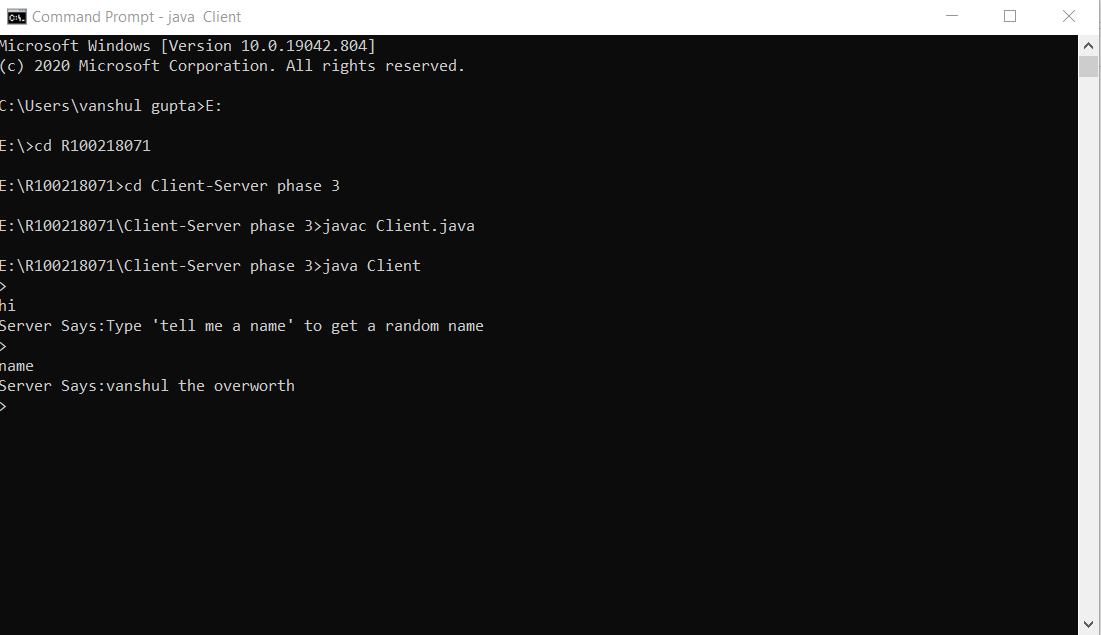 Command Prompt - java  Client
Microsoft Windows [Version 10.0.19042.804]
(c) 2020 Microsoft Corporation. All rights reserved.
C:\Users\vanshul gupta>E:
E:\>cd R100218071
E:\R100218071>cd Client-Server phase 3
E:\R100218071\Client-Server phase 3>javac Client.java
E:\R100218071\Client-Server phase 3>java Client
>
hi
Server Says:Type 'tell me a name' to get a random name
>
name
Server Says:vanshul the overworth
>